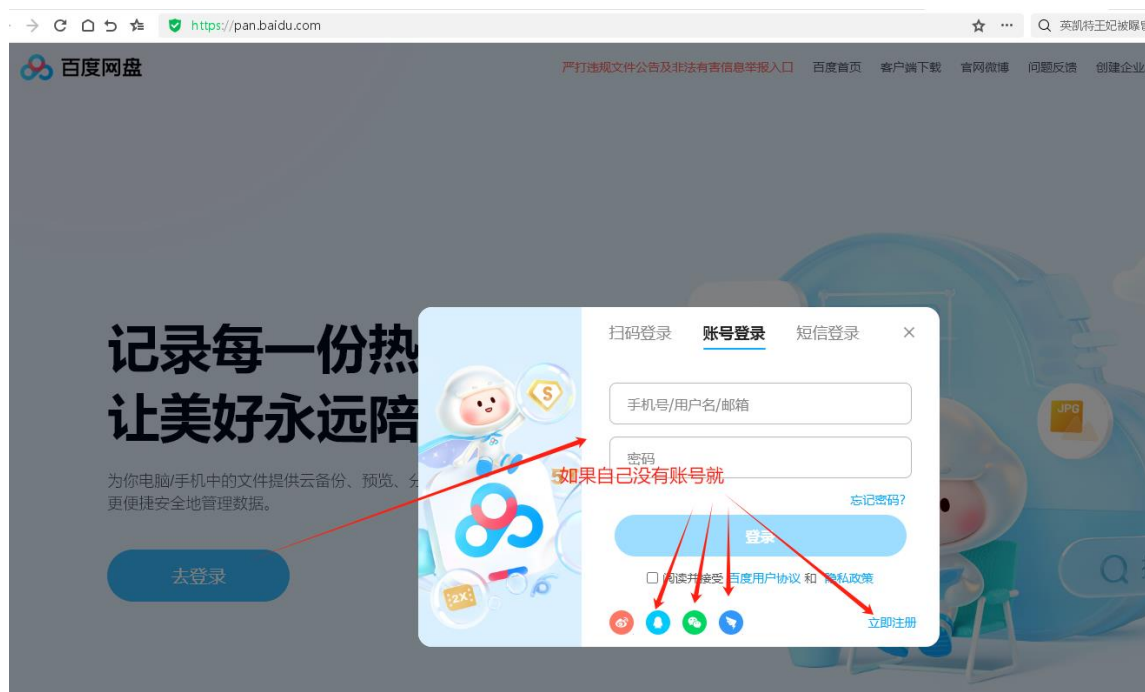 https://pan.baidu.com
英凯特王妃被曝
百度网盘
严打违规文件公告及非法有害信息举报入口 百度首页 客户端下载 官网微博 问题反馈 创建企业
记录每一份热
让美好永远陪
为你电脑/手机中的文件提供云备份、预览、
更便捷安全地管理数据。
去登录
扫码登录 账号登录 短信登录
手机号/用户名/邮箱
密码
如果自己没有账号就
忘记密码?
登录
阅读并接受 百度用户协议 和 隐私政策
立即注册
S
JPG
2X